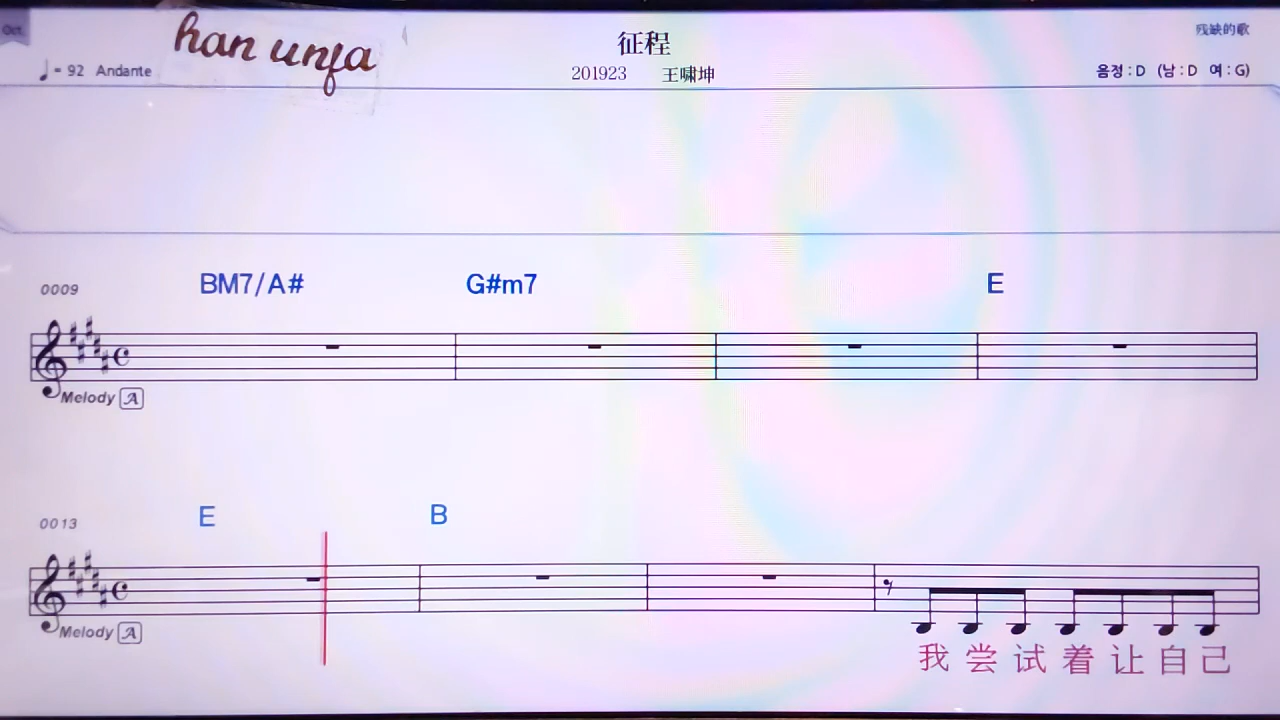 Oct.
han unfa
征程
残缺的歌
♩= 92 Andante
201923 王啸坤
음정 : D (남 : D 여 : G)
0009
BM7/A# G#m7 E
Melody A
0013
E B
Melody A
我尝试着让自己